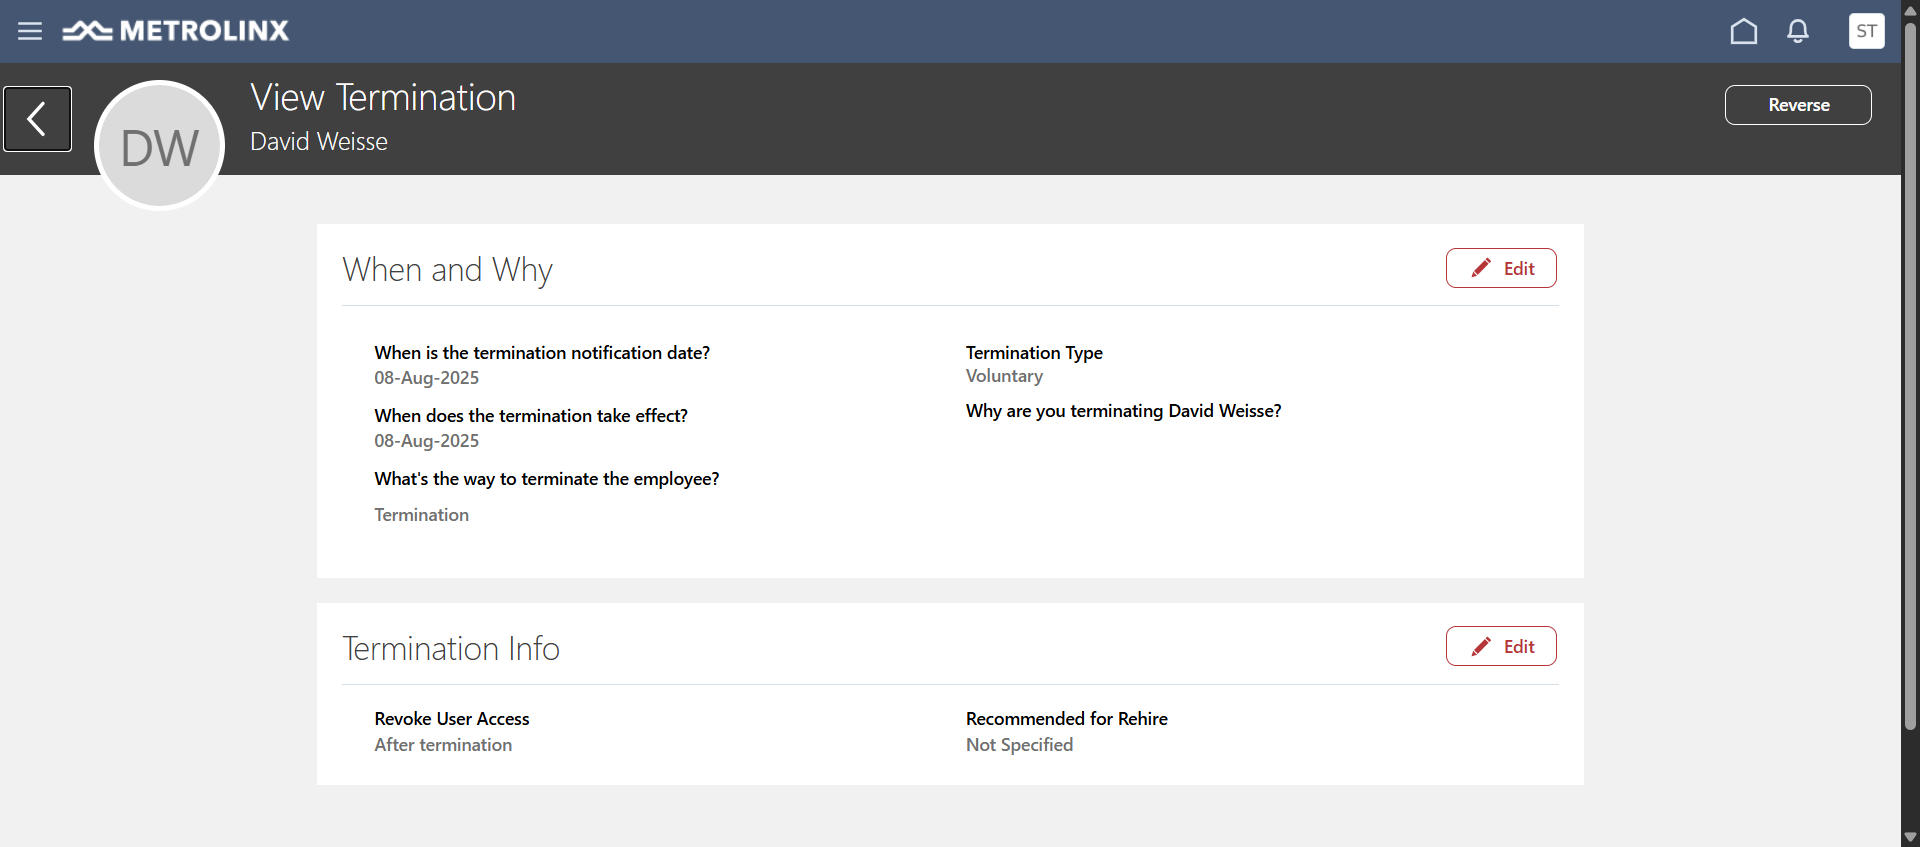 METROLINX
ST
DW
View Termination
David Weisse
Reverse
When and Why
Edit
When is the termination notification date?
08-Aug-2025
When does the termination take effect?
08-Aug-2025
What's the way to terminate the employee?
Termination
Termination Type
Voluntary
Why are you terminating David Weisse?
Termination Info
Edit
Revoke User Access
After termination
Recommended for Rehire
Not Specified